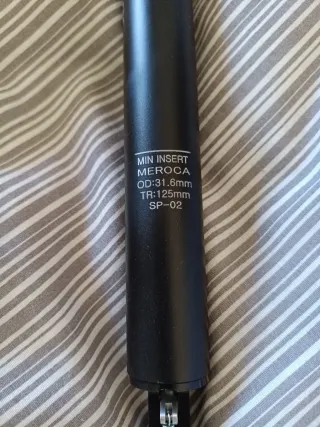 MIN INSERT
MEROCA
OD:31.6mm
TR:125mm
SP-02